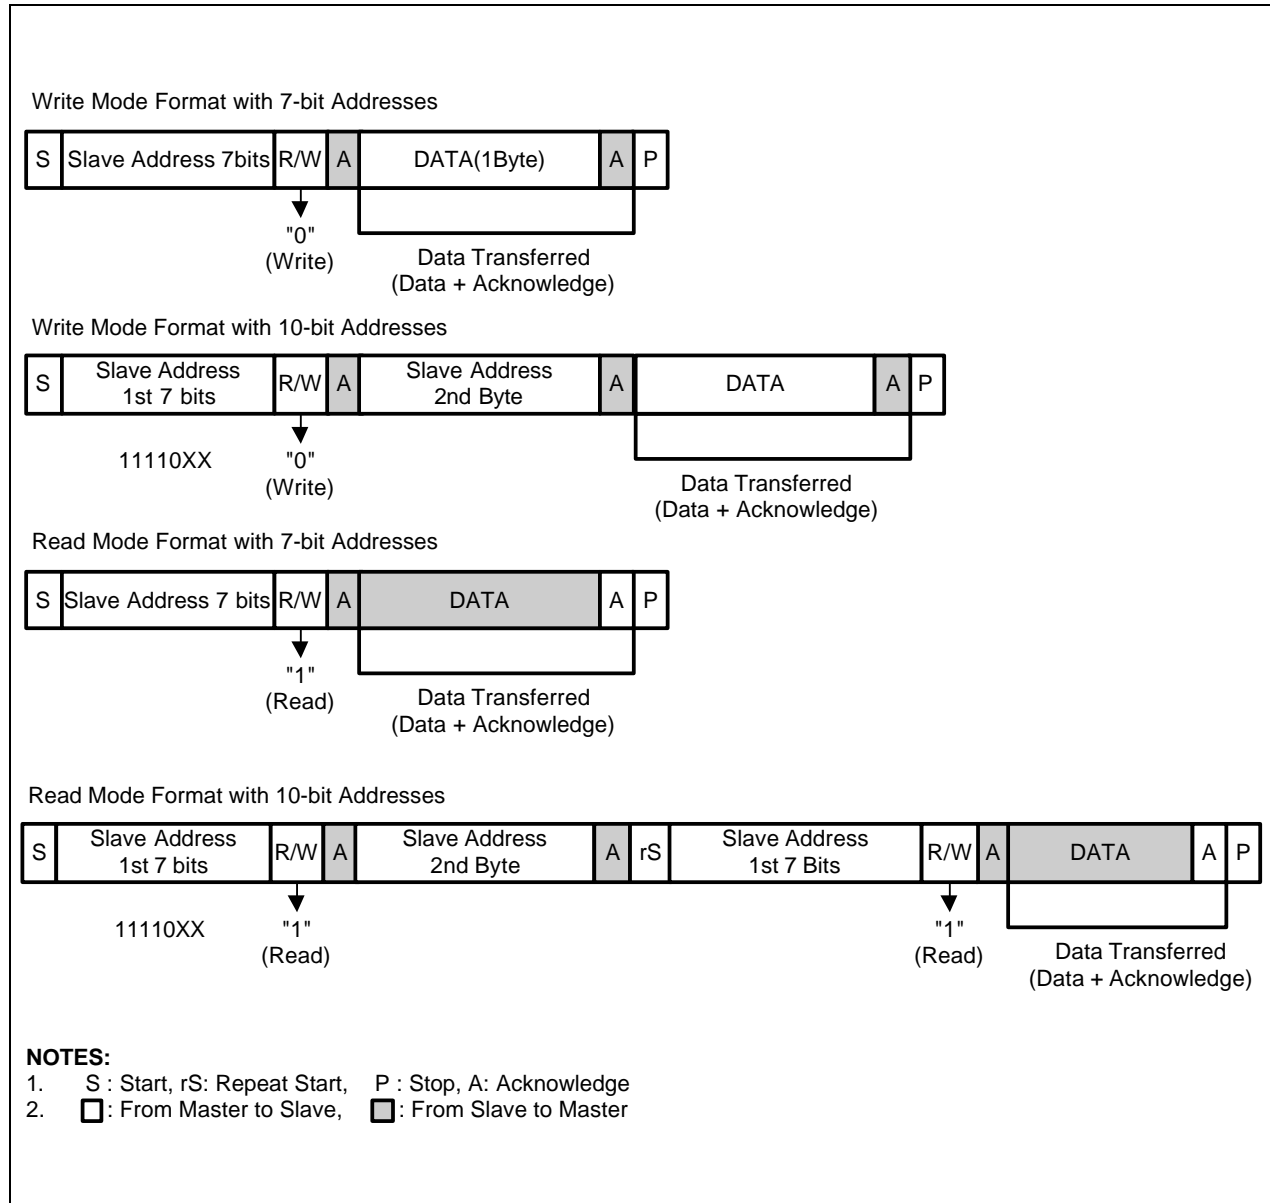 Write Mode Format with 7-bit Addresses
S Slave Address 7bits R/W A DATA(1Byte) A P
"0"
(Write)
Data Transferred
(Data + Acknowledge)
Write Mode Format with 10-bit Addresses
S Slave Address 1st 7 bits R/W A Slave Address 2nd Byte A DATA A P
11110XX "0"
(Write)
Data Transferred
(Data + Acknowledge)
Read Mode Format with 7-bit Addresses
S Slave Address 7 bits R/W A DATA A P
"1"
(Read)
Data Transferred
(Data + Acknowledge)
Read Mode Format with 10-bit Addresses
S Slave Address 1st 7 bits R/W A Slave Address 2nd Byte A rS Slave Address 1st 7 Bits R/W A DATA A P
11110XX "1" "1"
(Read) (Read)
Data Transferred
(Data + Acknowledge)
NOTES:
1. S : Start, rS: Repeat Start, P : Stop, A: Acknowledge
2. : From Master to Slave, : From Slave to Master